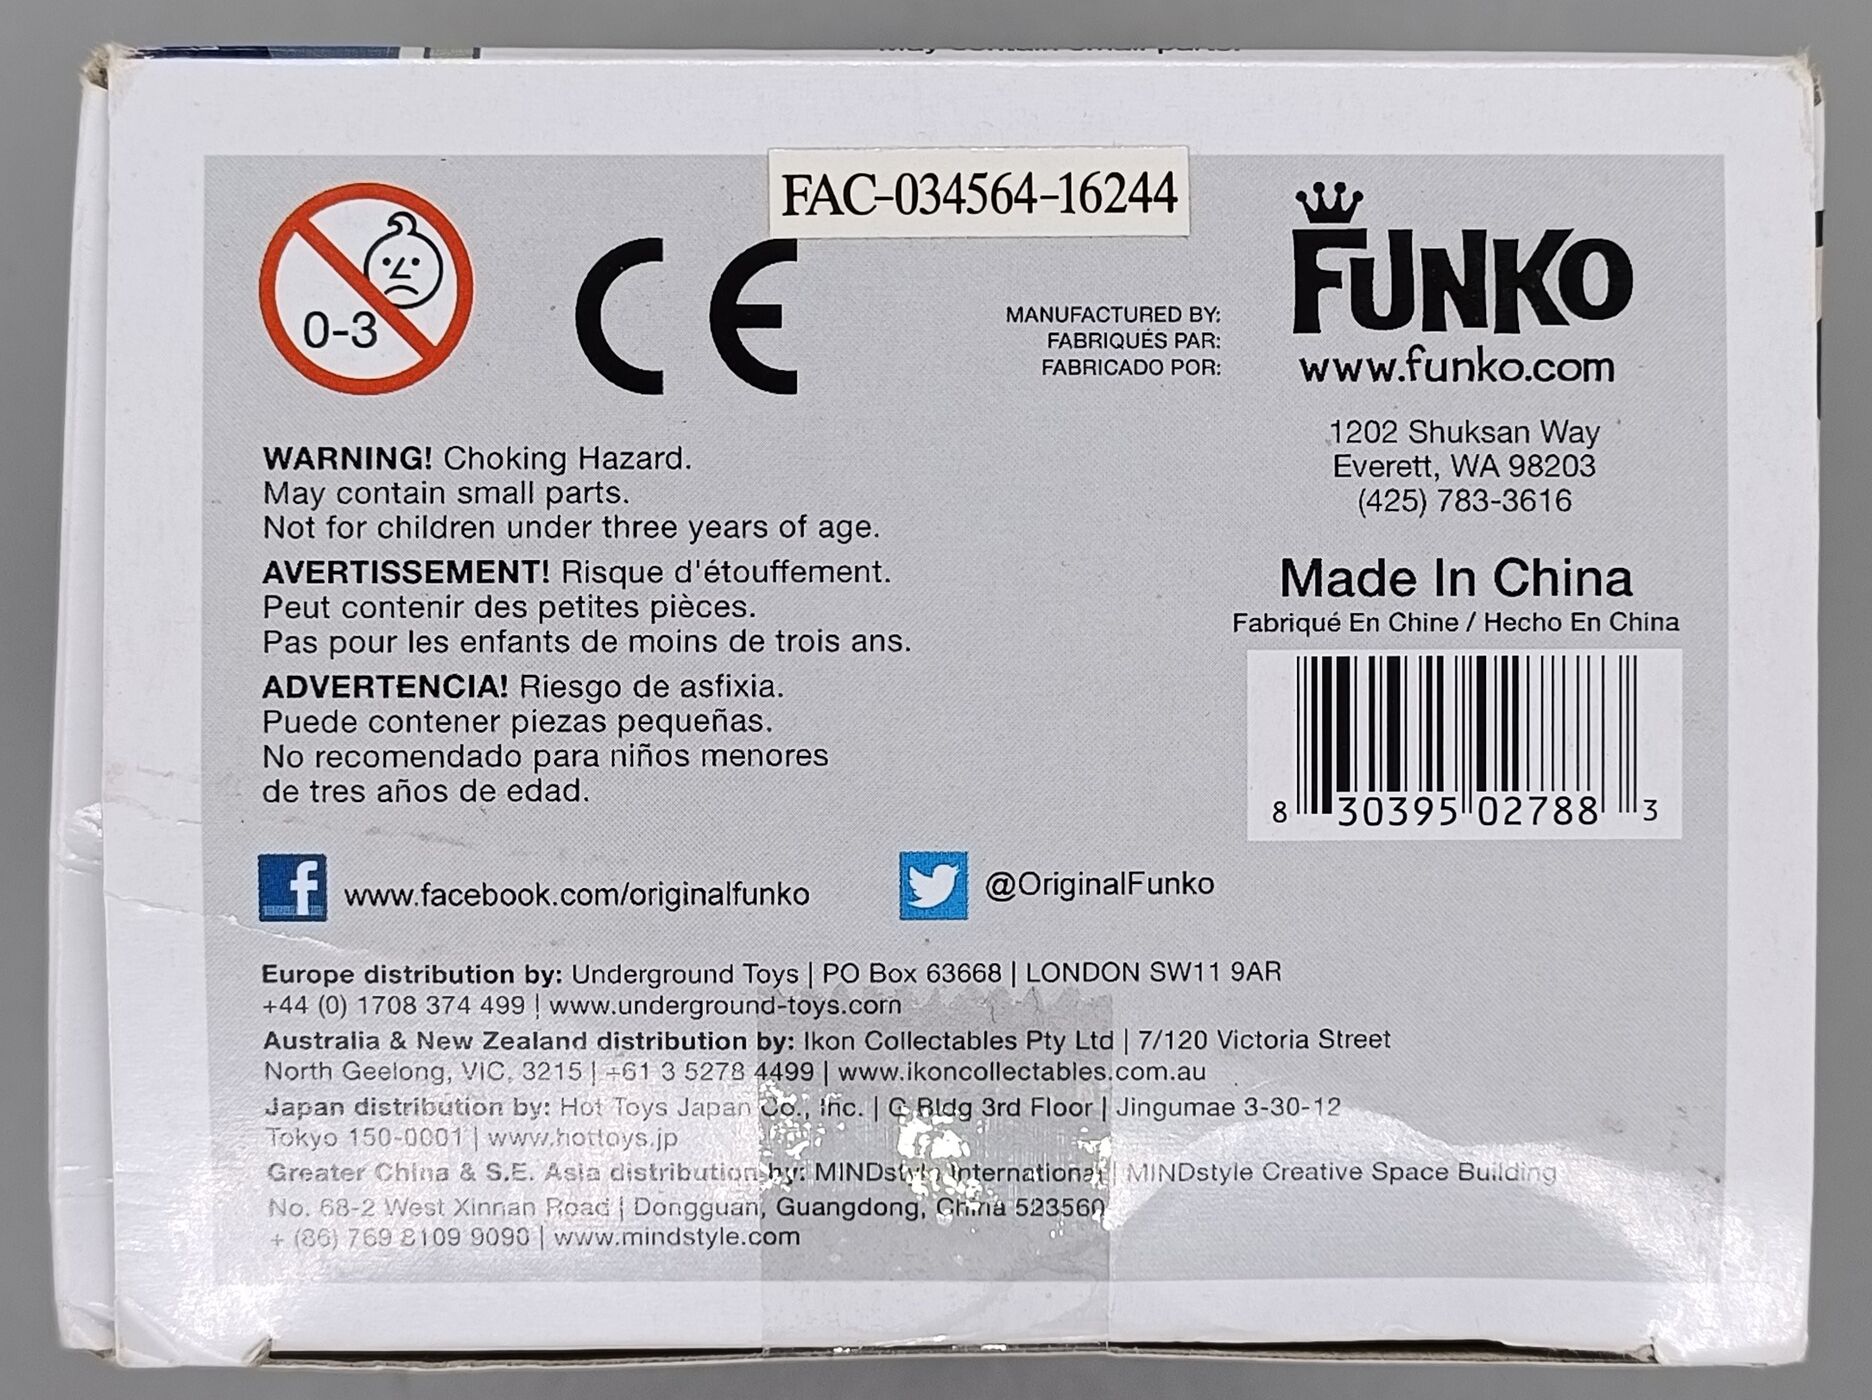 FAC-034564-16244
0-3
CE
MANUFACTURED BY:
FABRIQUÉS PAR:
FABRICADO POR:
FUNKO
www.funko.com
1202 Shuksan Way
Everett, WA 98203
(425) 783-3616
WARNING! Choking Hazard.
May contain small parts.
Not for children under three years of age.
AVERTISSEMENT! Risque d'étouffement.
Peut contenir des petites pièces.
Pas pour les enfants de moins de trois ans.
ADVERTENCIA! Riesgo de asfixia.
Puede contener piezas pequeñas.
No recomendado para niños menores
de tres años de edad.
Made In China
Fabriqué En Chine / Hecho En China
8 30395 02788 3
f www.facebook.com/originalfunko
@OriginalFunko
Europe distribution by: Underground Toys | PO Box 63668 | LONDON SW11 9AR
+44 (0) 1708 374 499 | www.underground-toys.com
Australia & New Zealand distribution by: Ikon Collectables Pty Ltd | 7/120 Victoria Street
North Geelong, VIC, 3215 | +61 3 5278 4499 | www.ikoncollectables.com.au
Japan distribution by: Hot Toys Japan Co., Inc. | Bldg 3rd Floor | Jingumae 3-30-12
Tokyo 150-0001 | www.hottoys.jp
Greater China & S.E. Asia distribution by: MINDstyle International | MINDstyle Creative Space Building
No. 68-2 West Xinnan Road | Dongguan, Guangdong, China 523560
+ (86) 769 8109 9090 | www.mindstyle.com